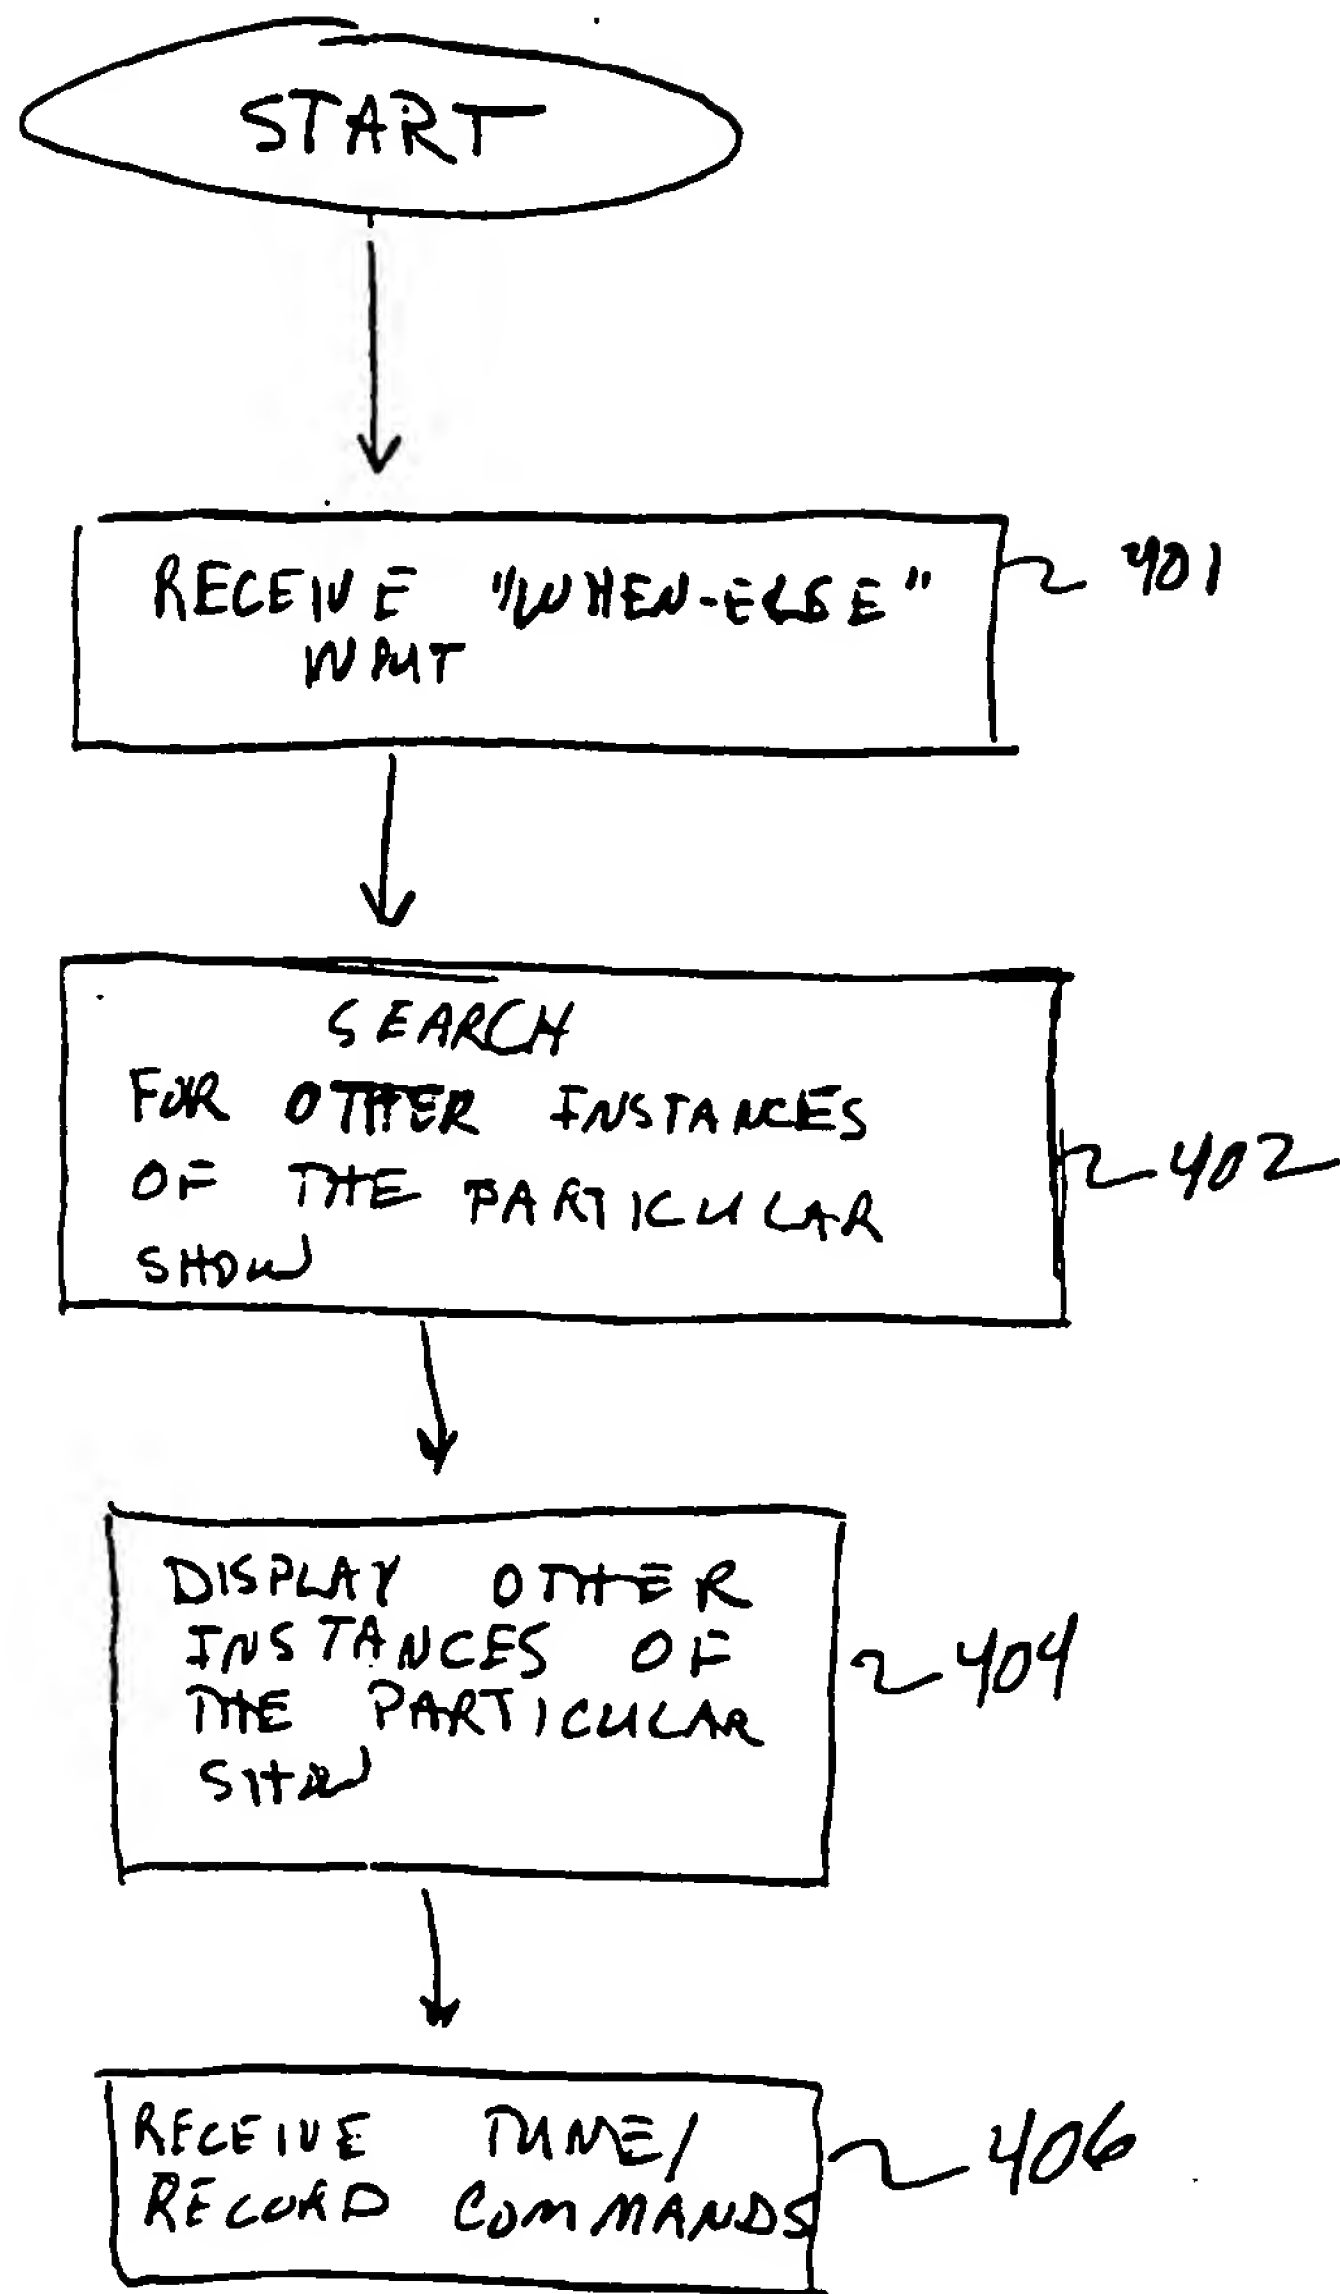 START
RECEIVE "WHEN-ELSE"
INPUT
401
SEARCH
FOR OTHER INSTANCES
OF THE PARTICULAR
SHOW
402
DISPLAY OTHER
INSTANCES OF
THE PARTICULAR
SHOW
404
RECEIVE TUNE/
RECORD COMMANDS
406